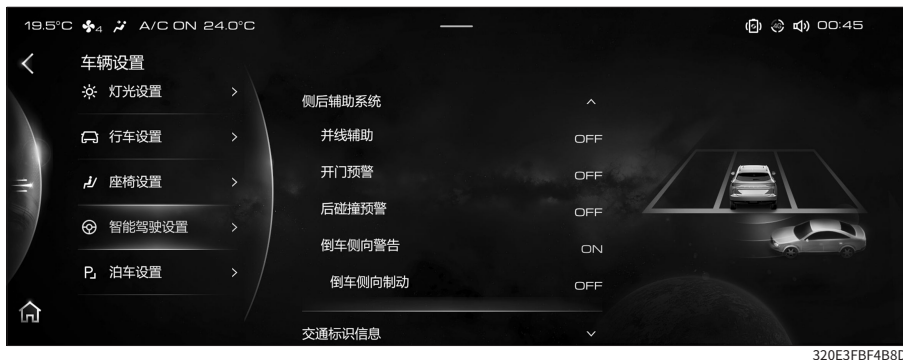 19.5°C 4 A/C ON 24.0°C 4G 00:45
车辆设置
灯光设置
行车设置
座椅设置
智能驾驶设置
泊车设置
侧后辅助系统
并线辅助 OFF
开门预警 OFF
后碰撞预警 OFF
倒车侧向警告 ON
倒车侧向制动 OFF
交通标识信息
320E3FBF4B8D